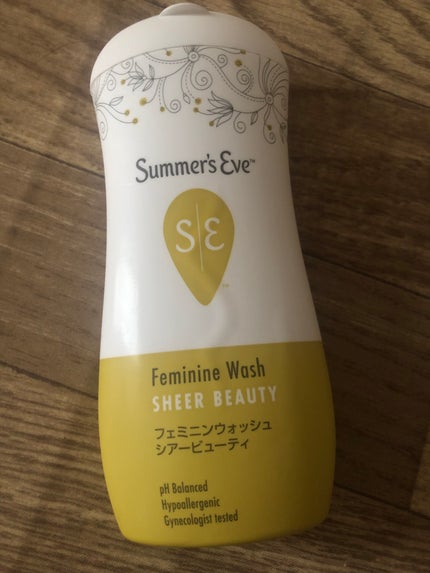 Summer's Eve™
S|E
™
Feminine Wash
SHEER BEAUTY
フェミニンウォッシュ
シアービューティ
pH Balanced
Hypoallergenic
Gynecologist tested